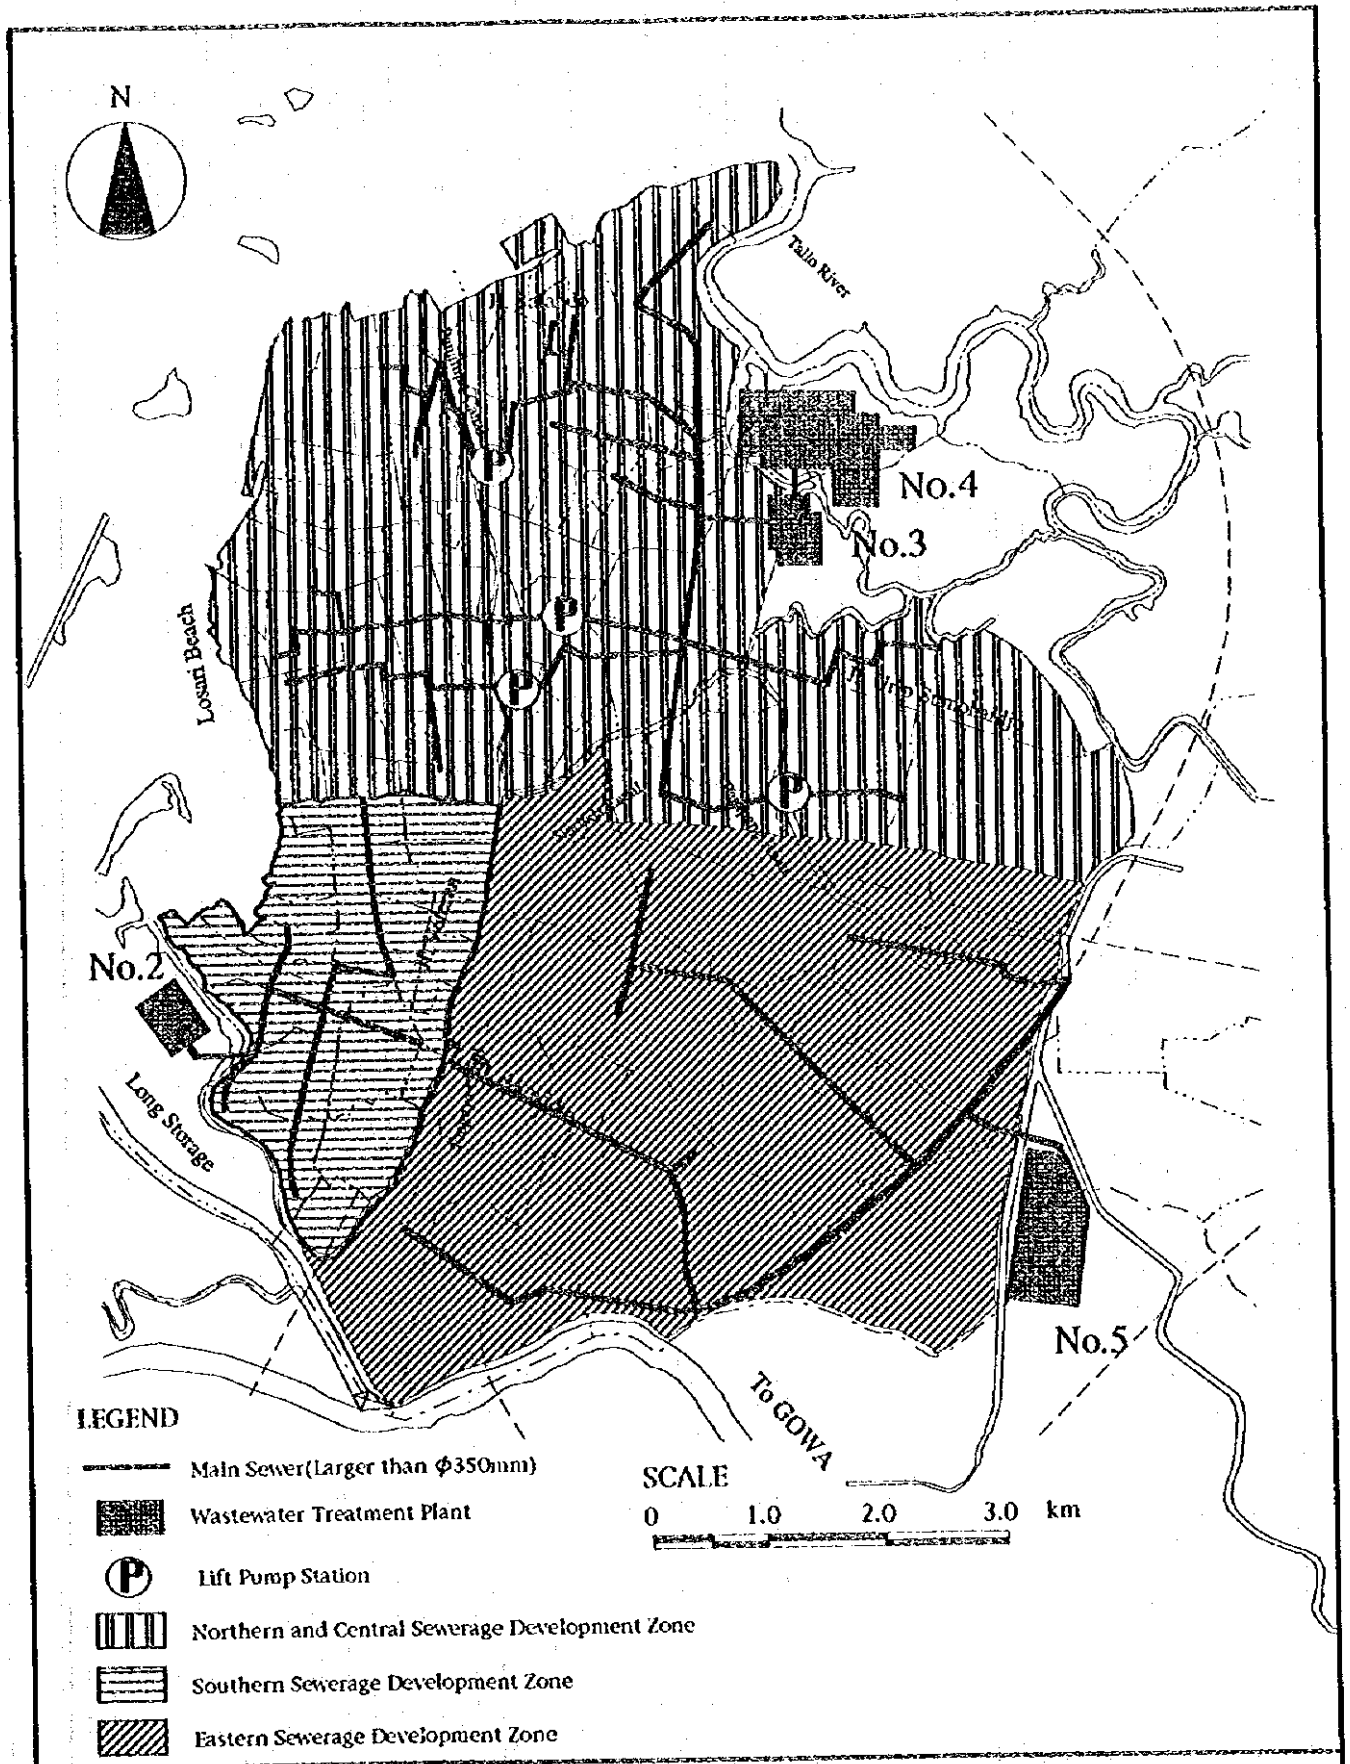 N
Tallo River
P
No.4
No.3
P
Losari Beach
P
P
No.2
Long Storage
No.5
To GOWA
LEGEND
Main Sewer(Larger than ϕ350mm)
Wastewater Treatment Plant
P Lift Pump Station
Northern and Central Sewerage Development Zone
Southern Sewerage Development Zone
Eastern Sewerage Development Zone
SCALE
0 1.0 2.0 3.0 km